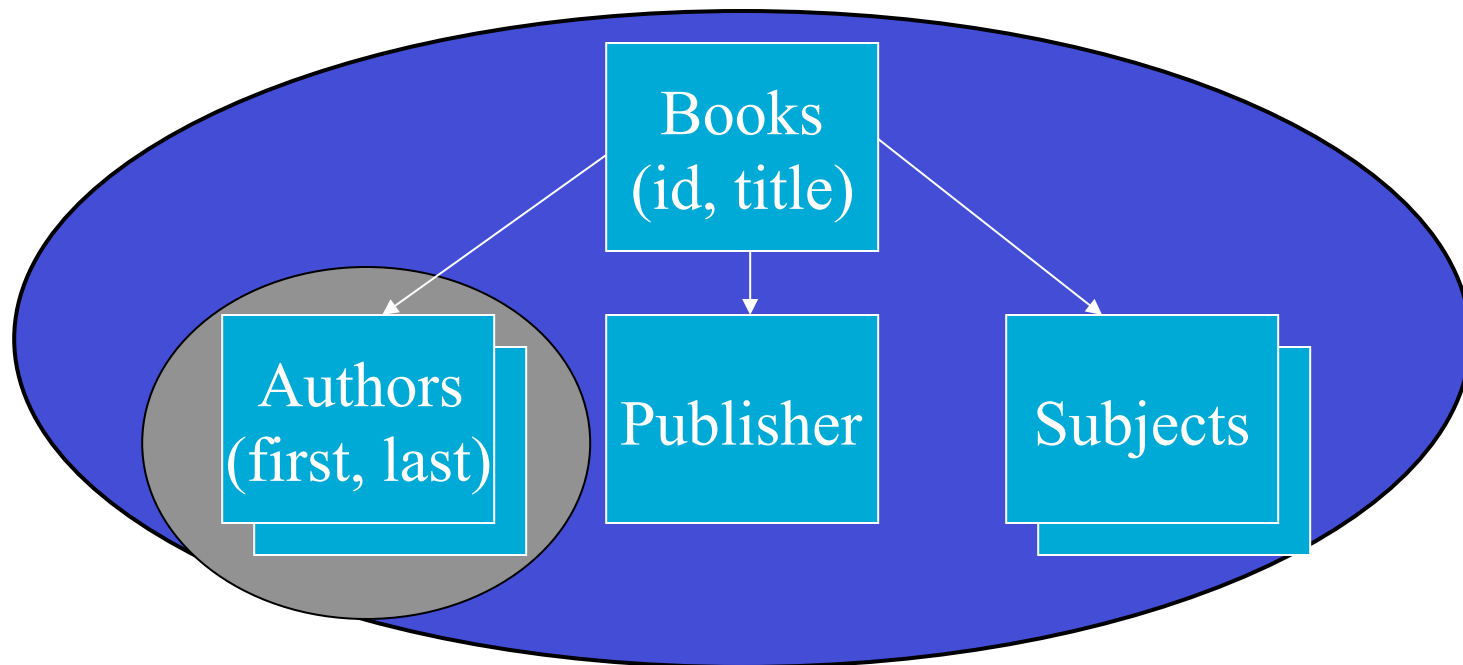 Books
(id, title)
Authors
(first, last)
Publisher
Subjects